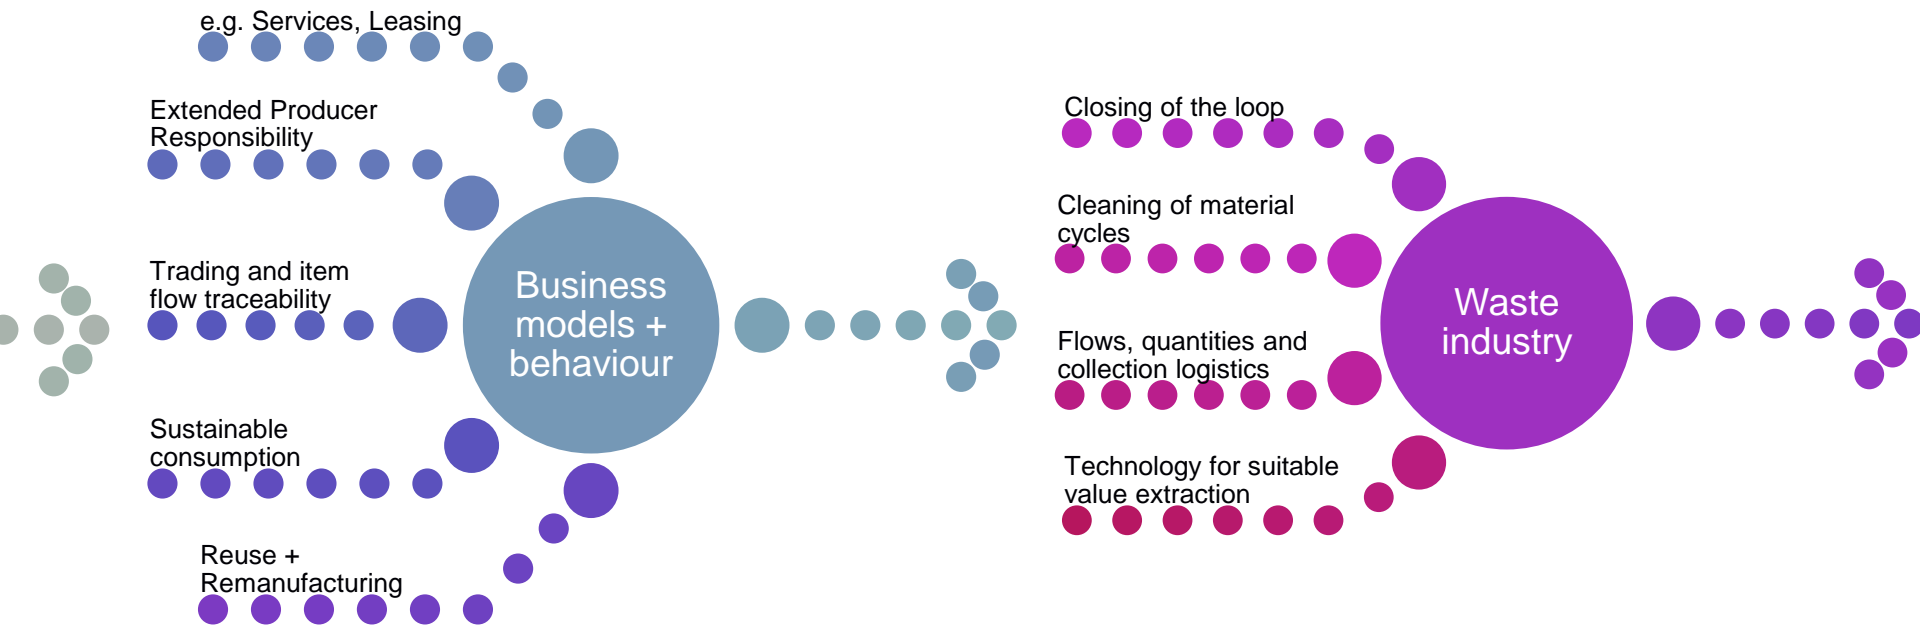 e.g. Services, Leasing
Extended Producer
Responsibility
Trading and item
flow traceability
Sustainable
consumption
Reuse +
Remanufacturing
Business
models +
behaviour
Closing of the loop
Cleaning of material
cycles
Flows, quantities and
collection logistics
Technology for suitable
value extraction
Waste
industry